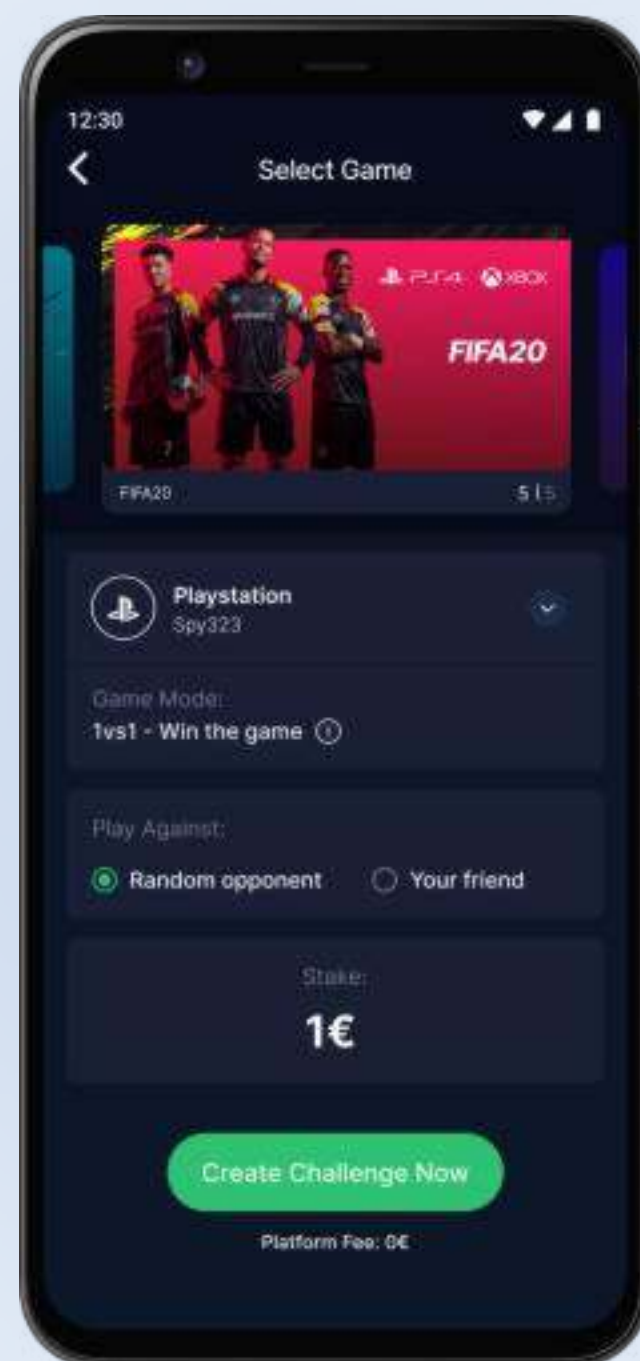 12:30
Select Game
PS4 XBOX
FIFA20
FIFA20 5 | 5
Playstation
Spy323
Game Mode:
1vs1 - Win the game
Play Against:
Random opponent Your friend
Stake:
1€
Create Challenge Now
Platform Fee: 0€